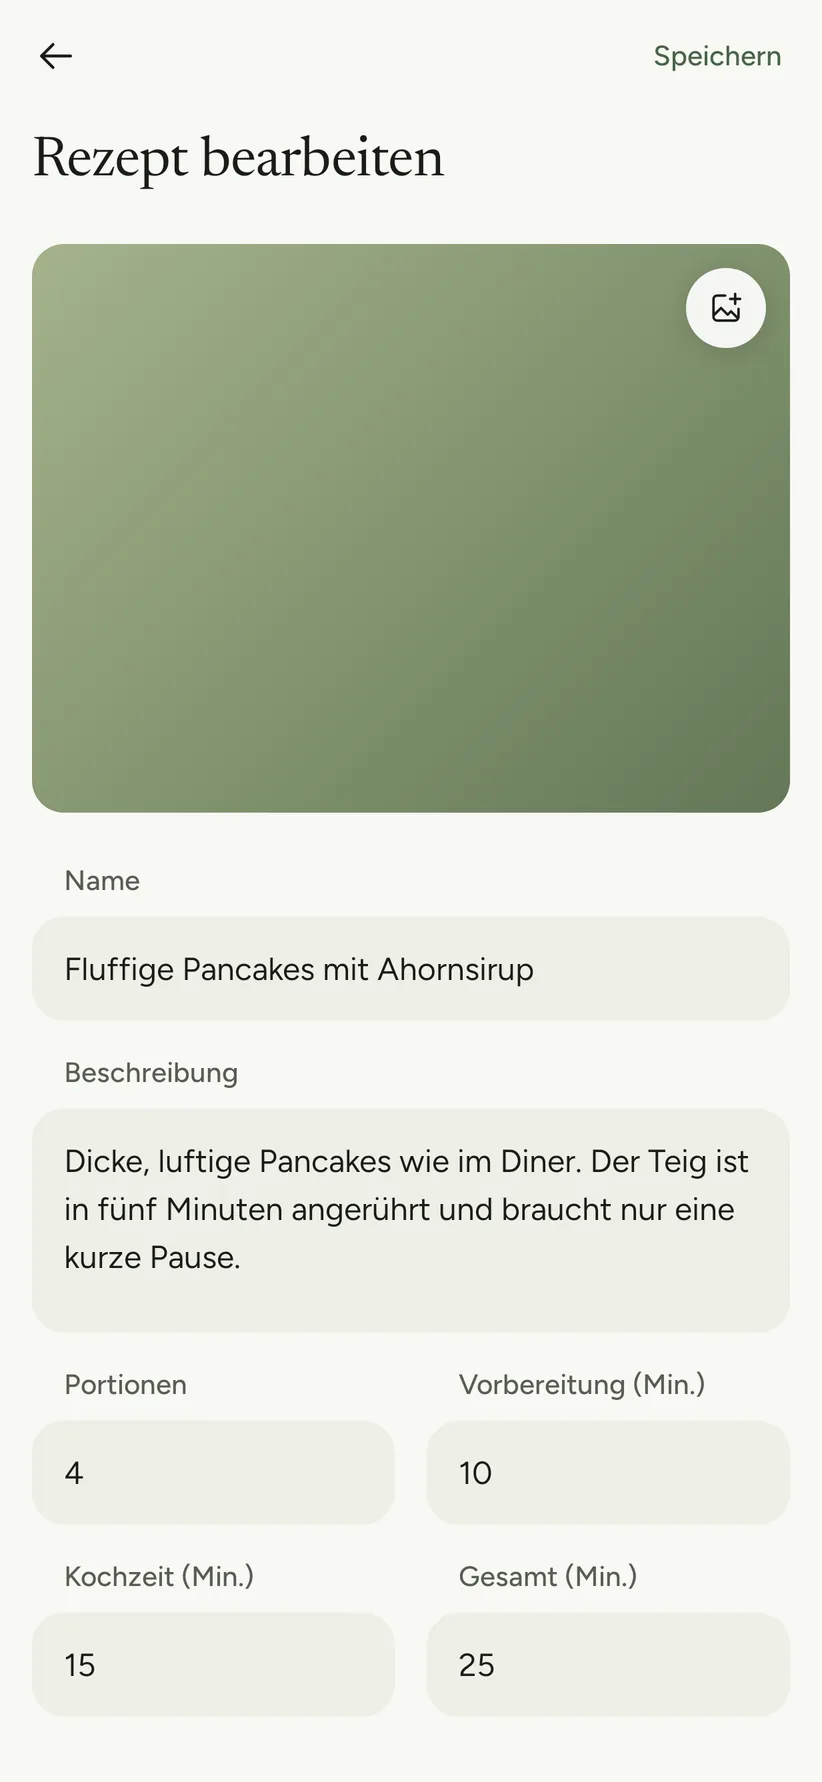 Speichern
Rezept bearbeiten
Name
Fluffige Pancakes mit Ahornsirup
Beschreibung
Dicke, luftige Pancakes wie im Diner. Der Teig ist
in fünf Minuten angerührt und braucht nur eine
kurze Pause.
Portionen
Vorbereitung (Min.)
4
10
Kochzeit (Min.)
Gesamt (Min.)
15
25